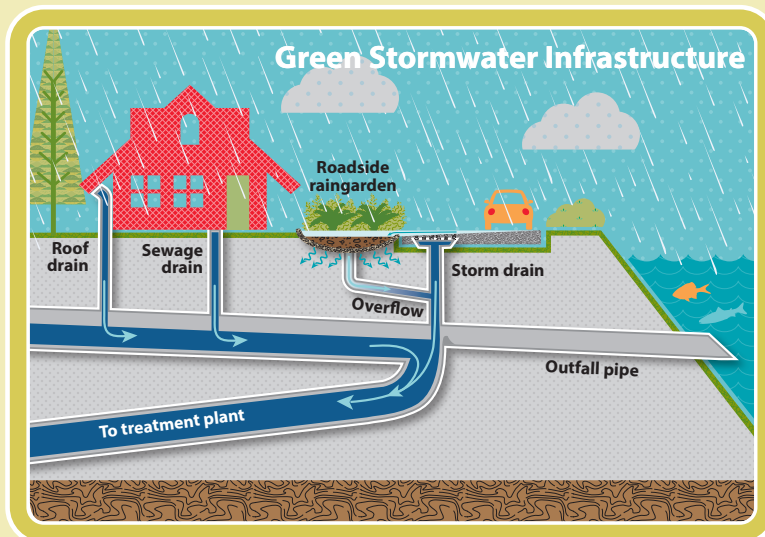 Green Stormwater Infrastructure
Roadside
raingarden
Roof
drain
Sewage
drain
Storm drain
Overflow
Outfall pipe
To treatment plant